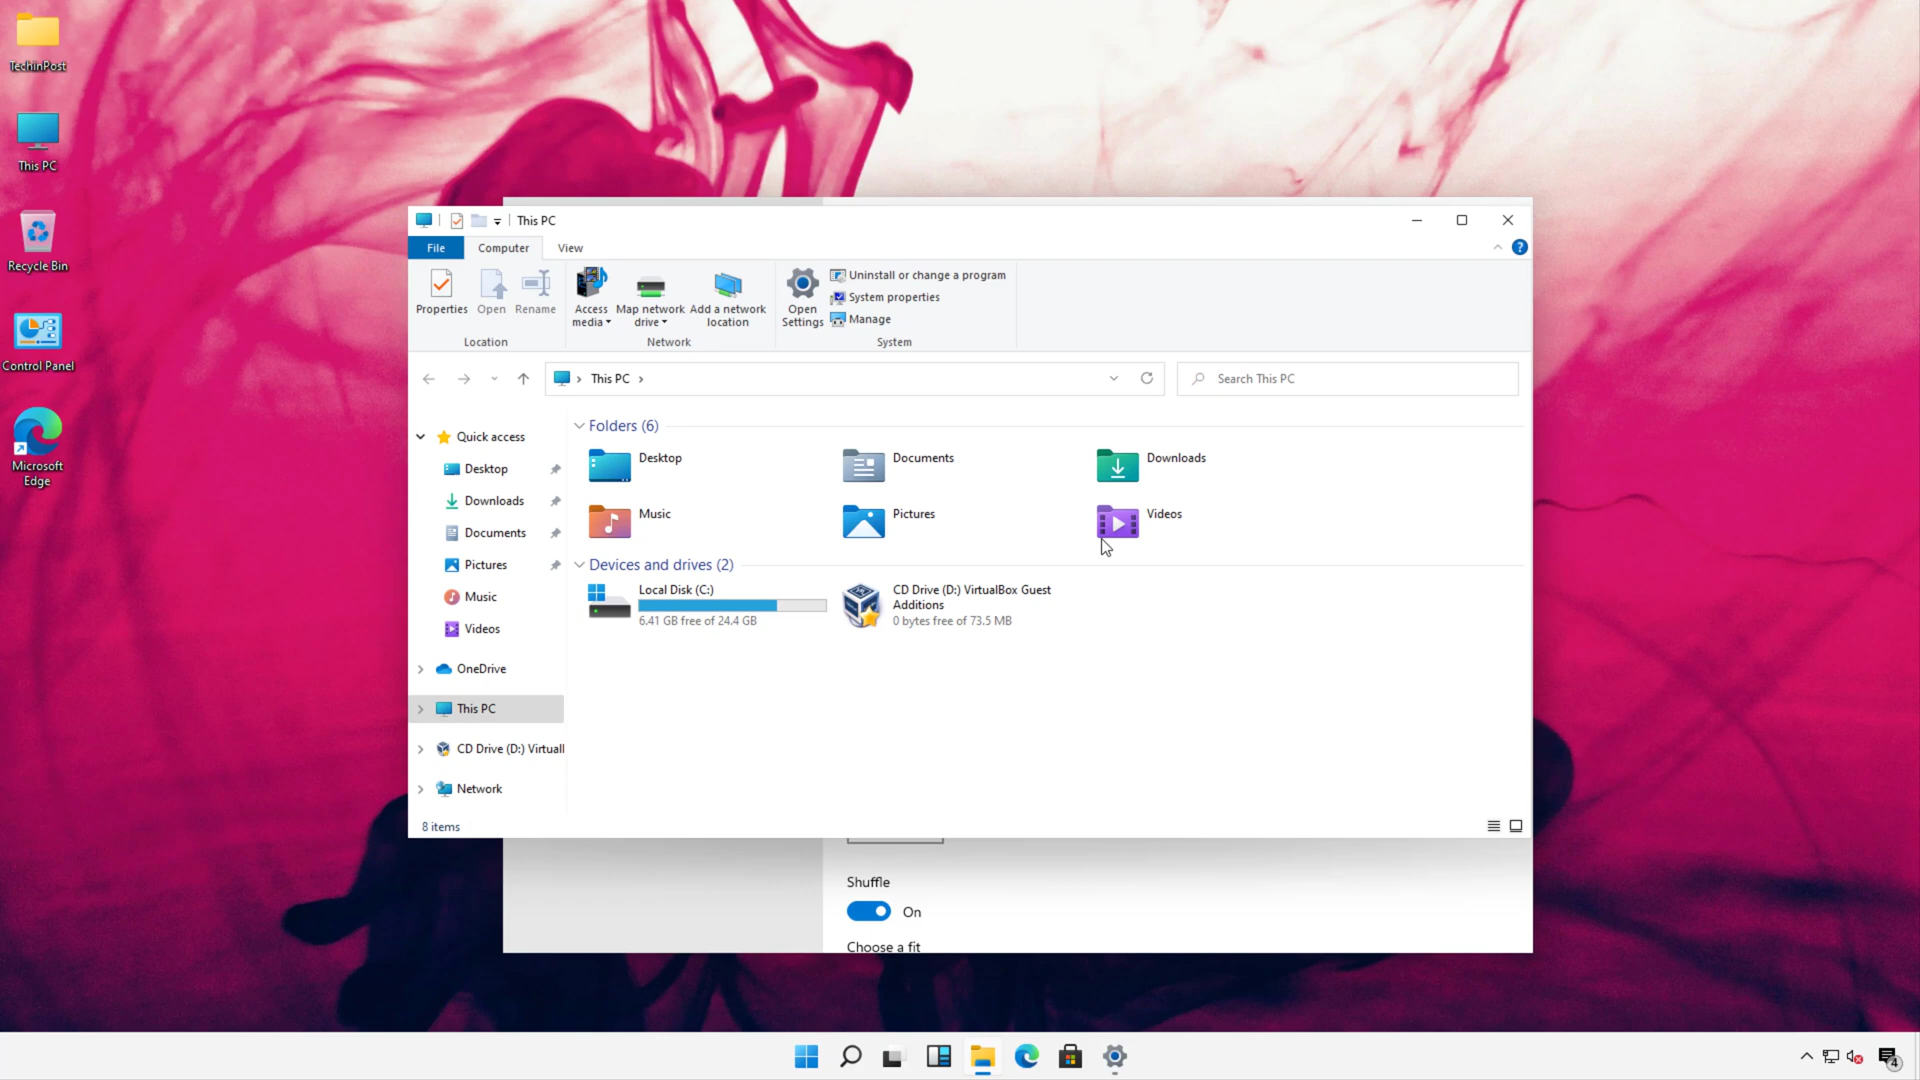 TechinPost
This PC
Recycle Bin
Control Panel
Microsoft
Edge
This PC
File
Computer
View
Properties
Open
Rename
Location
Access
media
Map network
drive
Add a network
location
Network
Open
Settings
Uninstall or change a program
System properties
Manage
System
This PC
Search This PC
Quick access
Desktop
Downloads
Documents
Pictures
Music
Videos
OneDrive
This PC
CD Drive (D:) Virtuall
Network
Folders (6)
Desktop
Documents
Downloads
Music
Pictures
Videos
Devices and drives (2)
Local Disk (C:)
6.41 GB free of 24.4 GB
CD Drive (D:) VirtualBox Guest
Additions
0 bytes free of 73.5 MB
8 items
Shuffle
On
Choose a fit
4